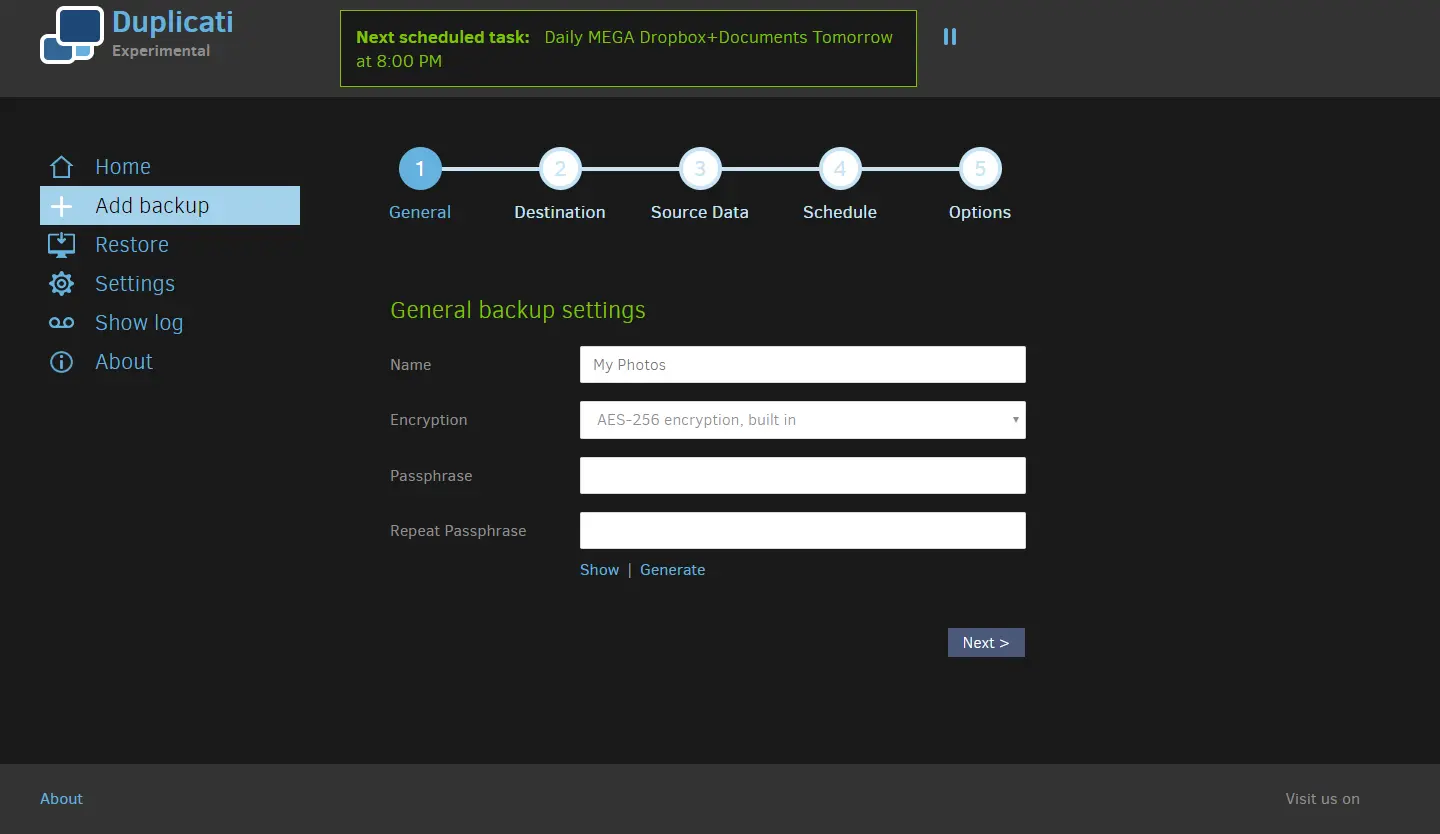 Duplicati
Experimental
Next scheduled task: Daily MEGA Dropbox+Documents Tomorrow
at 8:00 PM
Home
Add backup
Restore
Settings
Show log
About
1 2 3 4 5
General Destination Source Data Schedule Options
General backup settings
Name My Photos
Encryption AES-256 encryption, built in
Passphrase
Repeat Passphrase
Show | Generate
Next >
About Visit us on